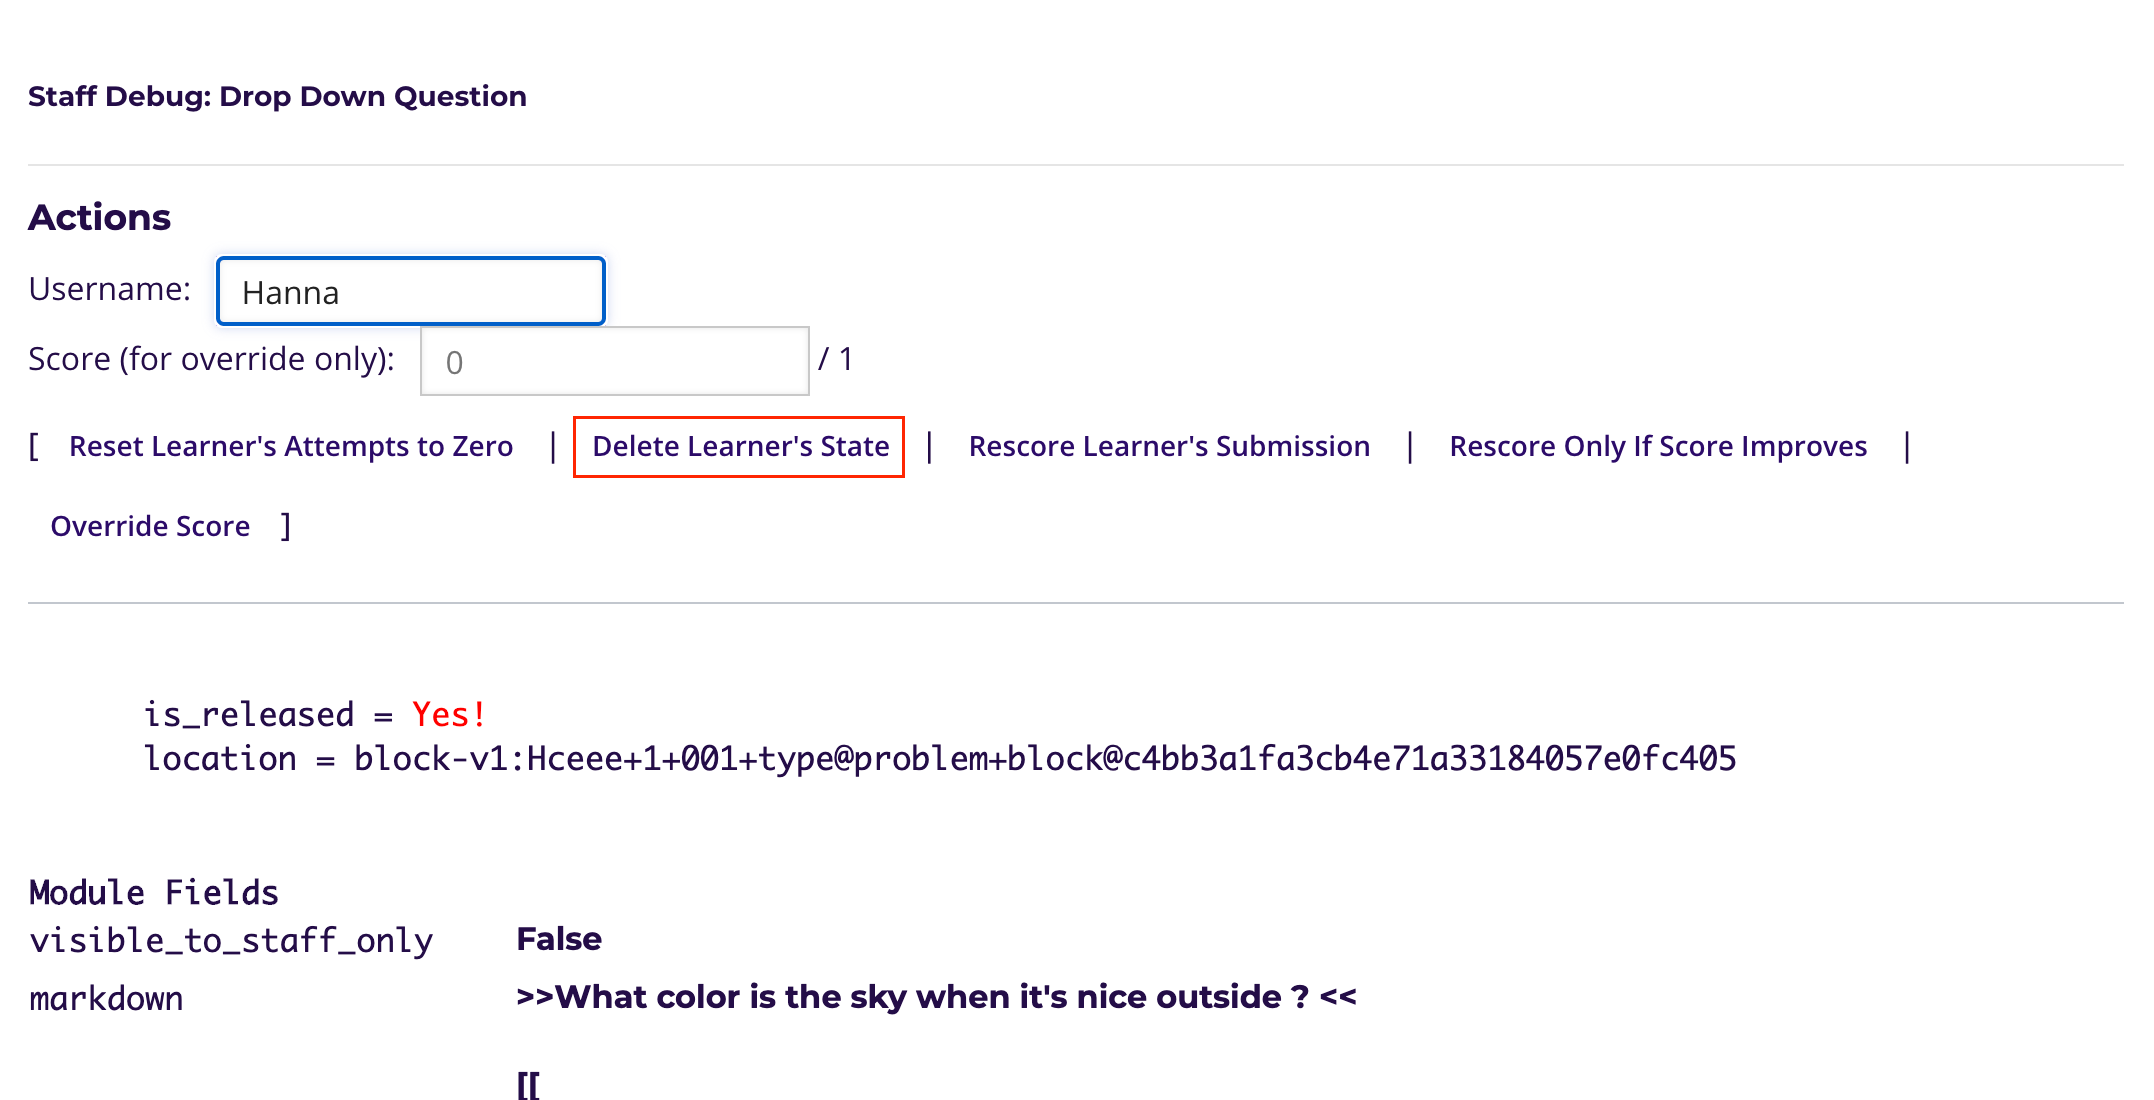 Staff Debug: Drop Down Question
Actions
Username: Hanna
Score (for override only): 0 / 1
[ Reset Learner's Attempts to Zero | Delete Learner's State | Rescore Learner's Submission | Rescore Only If Score Improves |
Override Score ]
is_released = Yes!
location = block-v1:Hceee+1+001+type@problem+block@c4bb3a1fa3cb4e71a33184057e0fc405
Module Fields
visible_to_staff_only False
markdown >>What color is the sky when it's nice outside ? <<
[[